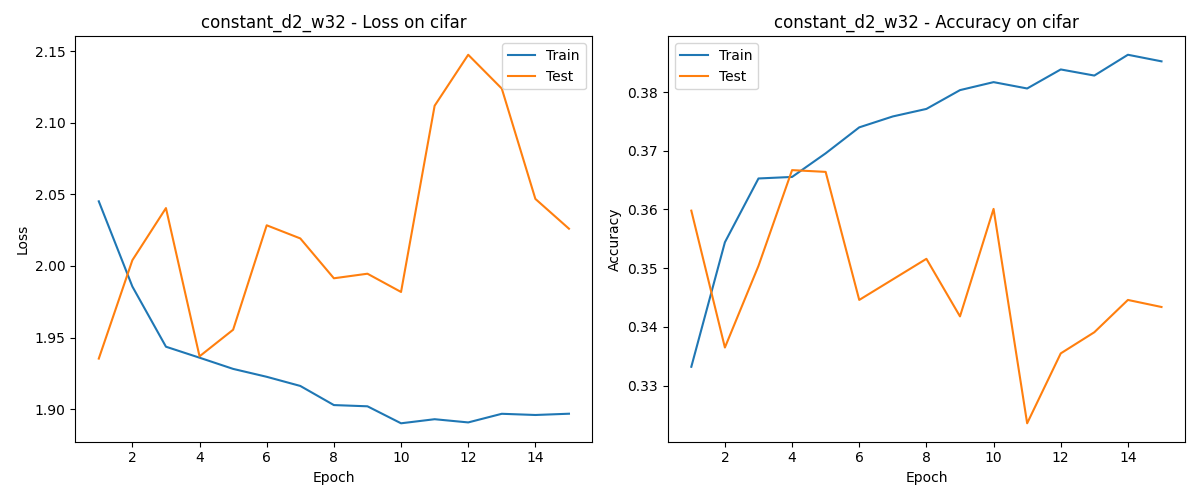 constant_d2_w32 - Loss on cifar
Train
Test
2.15
2.10
2.05
2.00
1.95
1.90
Loss
2 4 6 8 10 12 14
Epoch
constant_d2_w32 - Accuracy on cifar
Train
Test
0.38
0.37
0.36
0.35
0.34
0.33
Accuracy
2 4 6 8 10 12 14
Epoch